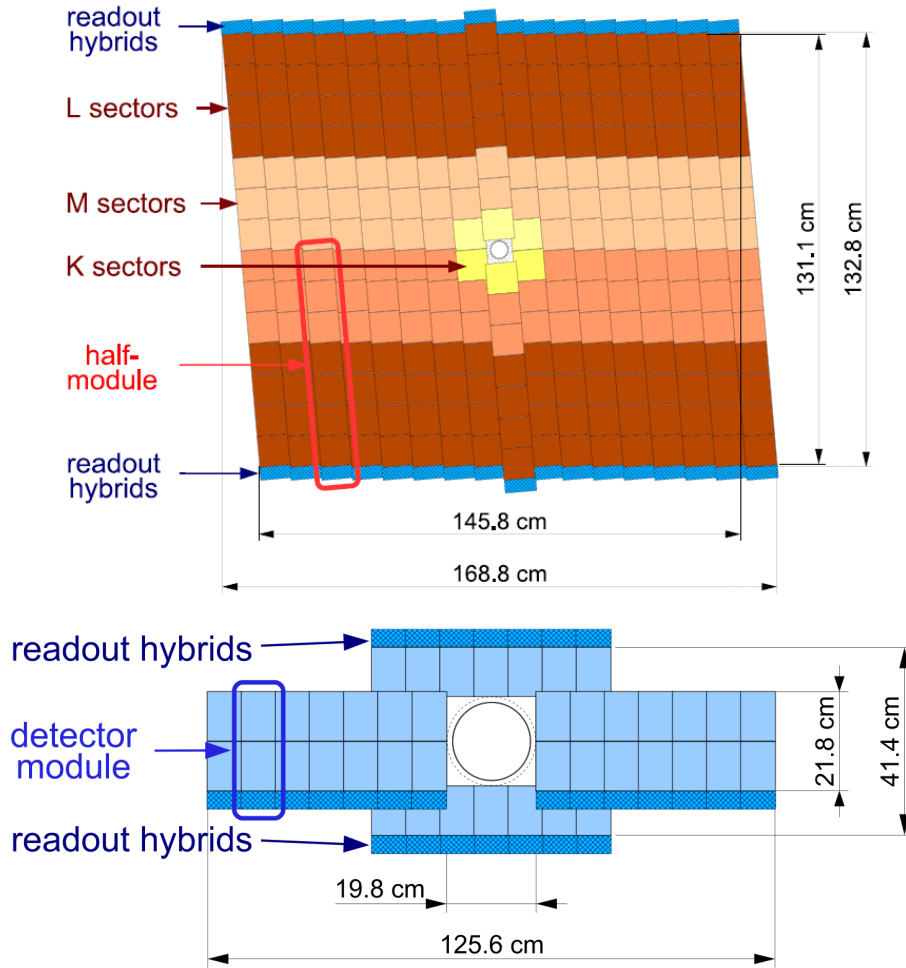 readout
hybrids
L sectors
M sectors
K sectors
half-
module
readout
hybrids
131.1 cm
132.8 cm
145.8 cm
168.8 cm
readout hybrids
detector
module
readout hybrids
21.8 cm
41.4 cm
19.8 cm
125.6 cm